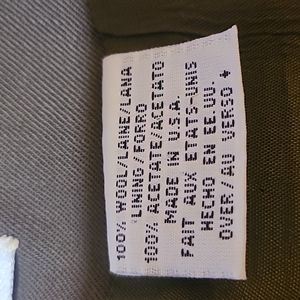 100% WOOL/LAINE/LANA
LINING/FORRO
100% ACETATE/ACETATO
MADE IN U.S.A.
FAIT AUX ETATS-UNIS
HECHO EN EE.UU.
OVER/AU VERSO